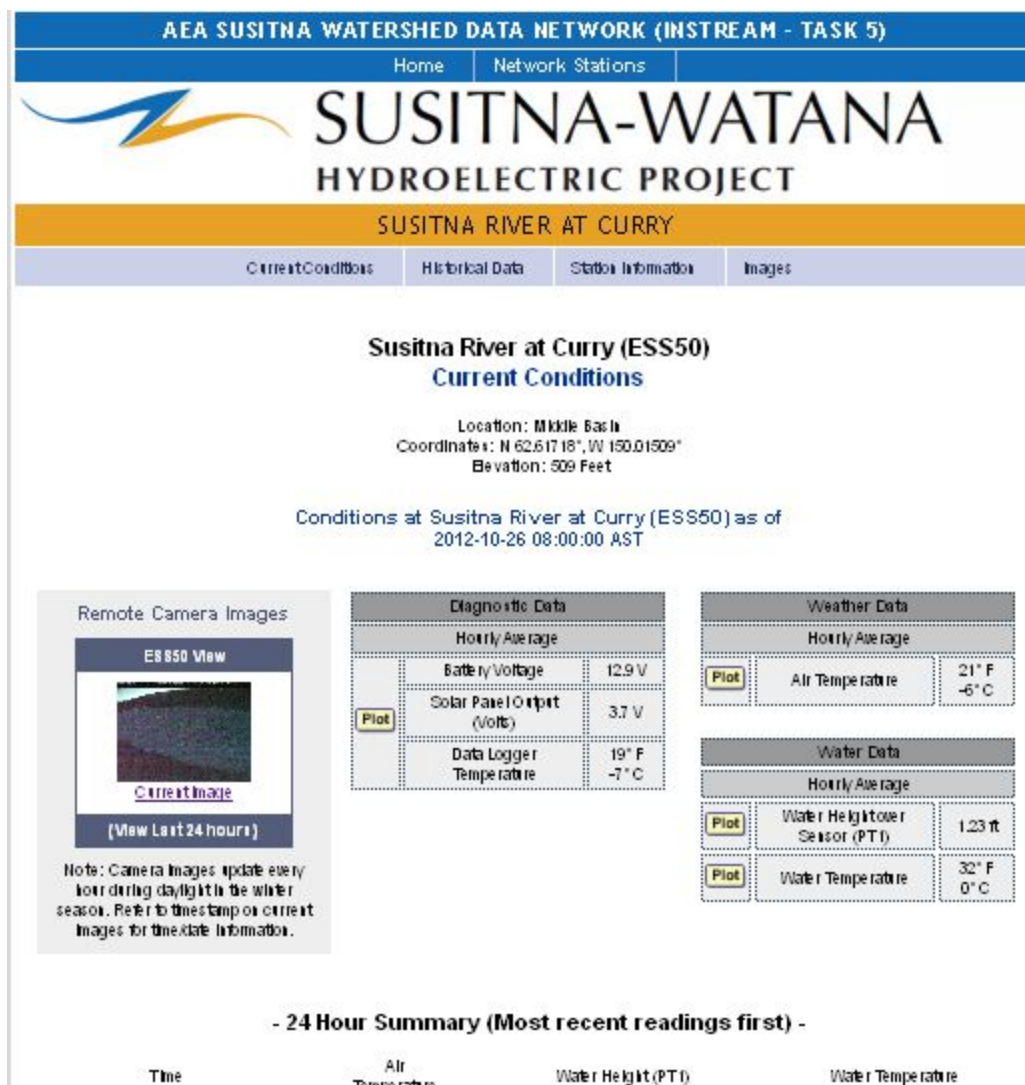 AEA SUSITNA WATERSHED DATA NETWORK (INSTREAM - TASK 5)
Home Network Stations
SUSITNA-WATANA
HYDROELECTRIC PROJECT
SUSITNA RIVER AT CURRY
Current Conditions Historical Data Station Information Images
Susitna River at Curry (ESS50)
Current Conditions
Location: Middle Basin
Coordinates: N 62.61718°, W 150.01509°
Elevation: 509 Feet
Conditions at Susitna River at Curry (ESS50) as of
2012-10-26 08:00:00 AST
Remote Camera Images
ESS50 View
Current Image
(View Last 24 hours)
Note: Camera Images update every
hour during daylight in the winter
season. Refer to timestamp on current
Images for time/date Information.
Diagnostic Data
Hourly Average
Plot
Battery Voltage 12.9 V
Solar Panel Output
(Volts) 3.7 V
Data Logger
Temperature 19° F
-7° C
Weather Data
Hourly Average
Plot Air Temperature 21° F
-6° C
Water Data
Hourly Average
Plot Water Height over
Sensor (PT1) 1.23 ft
Plot Water Temperature 32° F
0° C
- 24 Hour Summary (Most recent readings first) -
Time Air
Temperature Water Height (PT1) Water Temperature